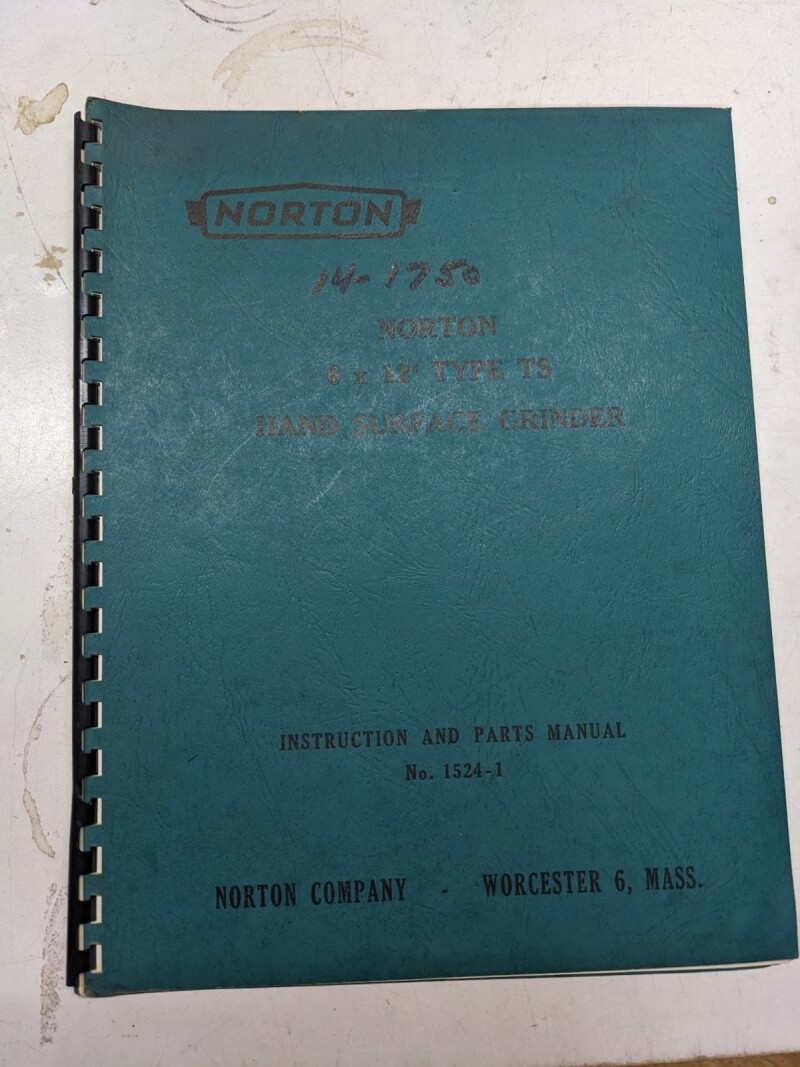 NORTON
14-1750
NORTON
6 x 12" TYPE TS
HAND SURFACE GRINDER
INSTRUCTION AND PARTS MANUAL
No. 1524-1
NORTON COMPANY - WORCESTER 6, MASS.